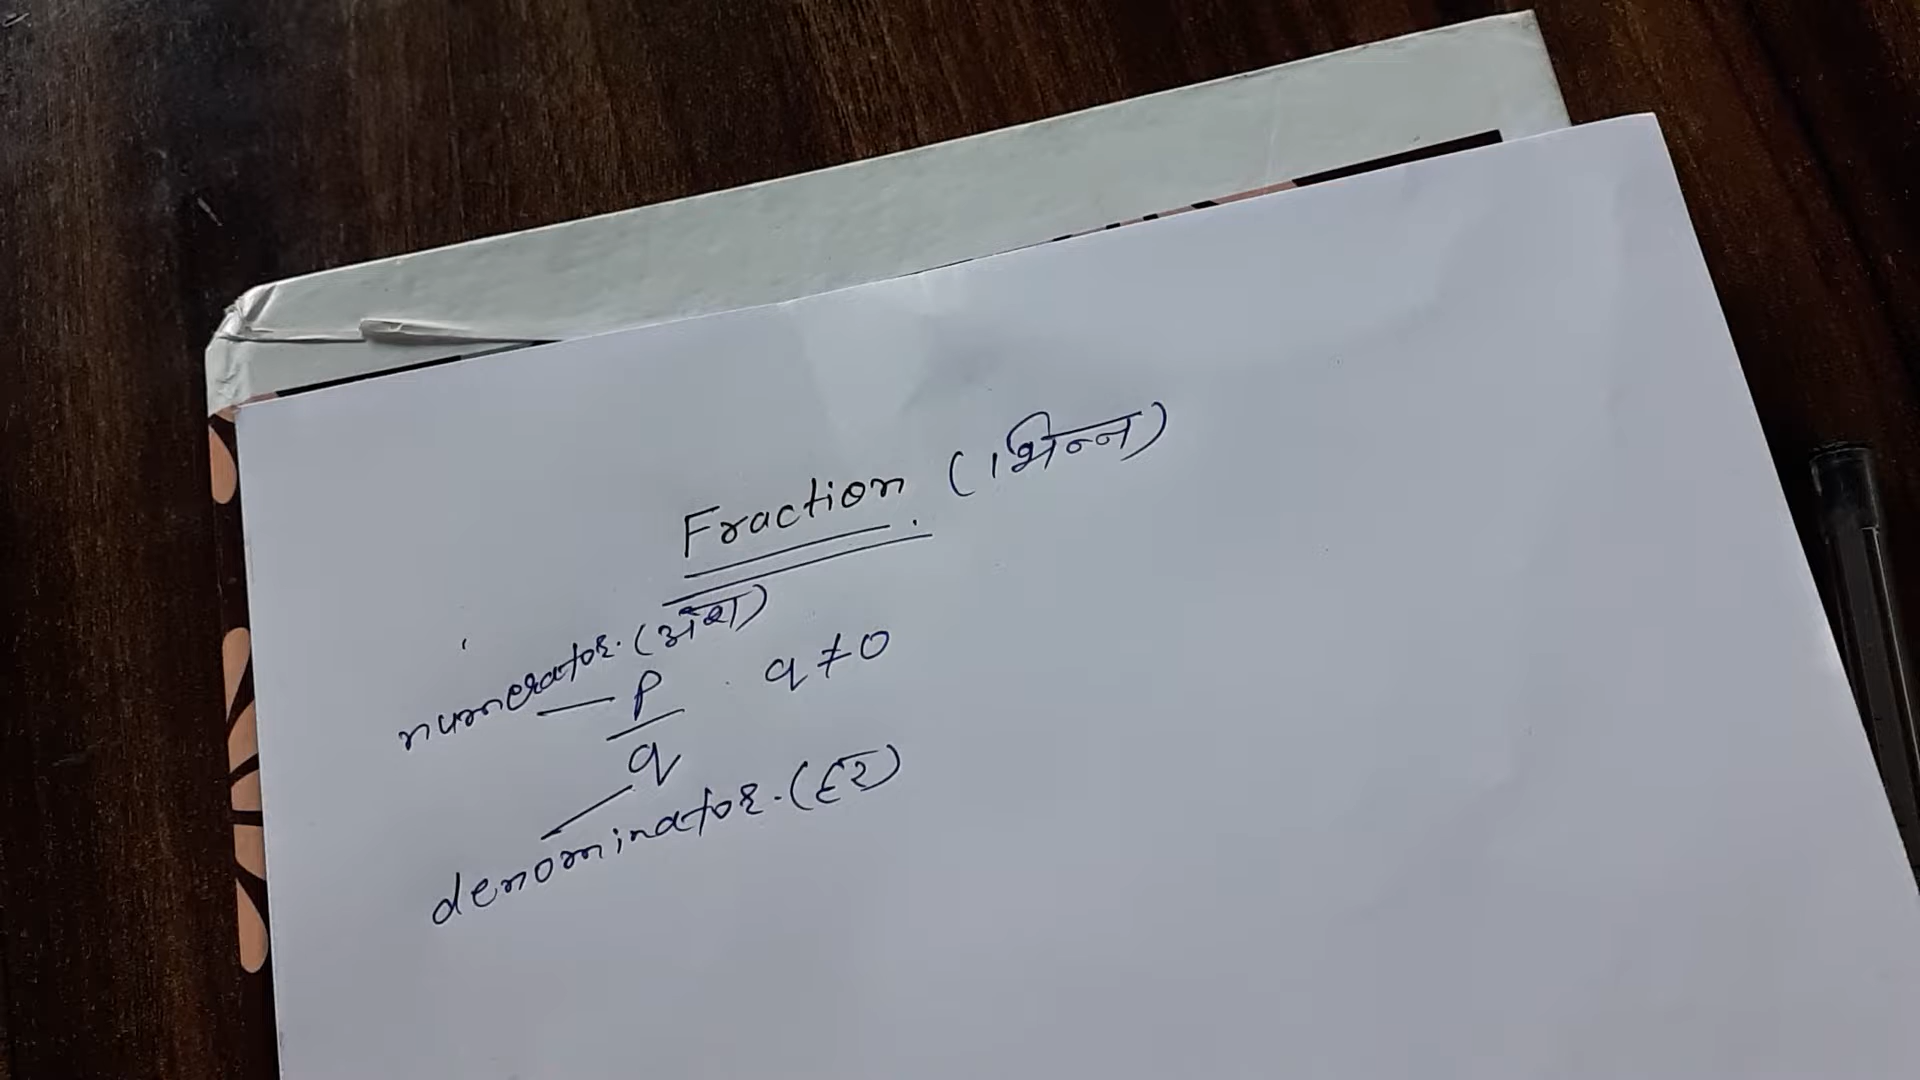 Fraction (भिन्न)
numerator. (अंश)
p q ≠ 0
q
denominator. (हर)